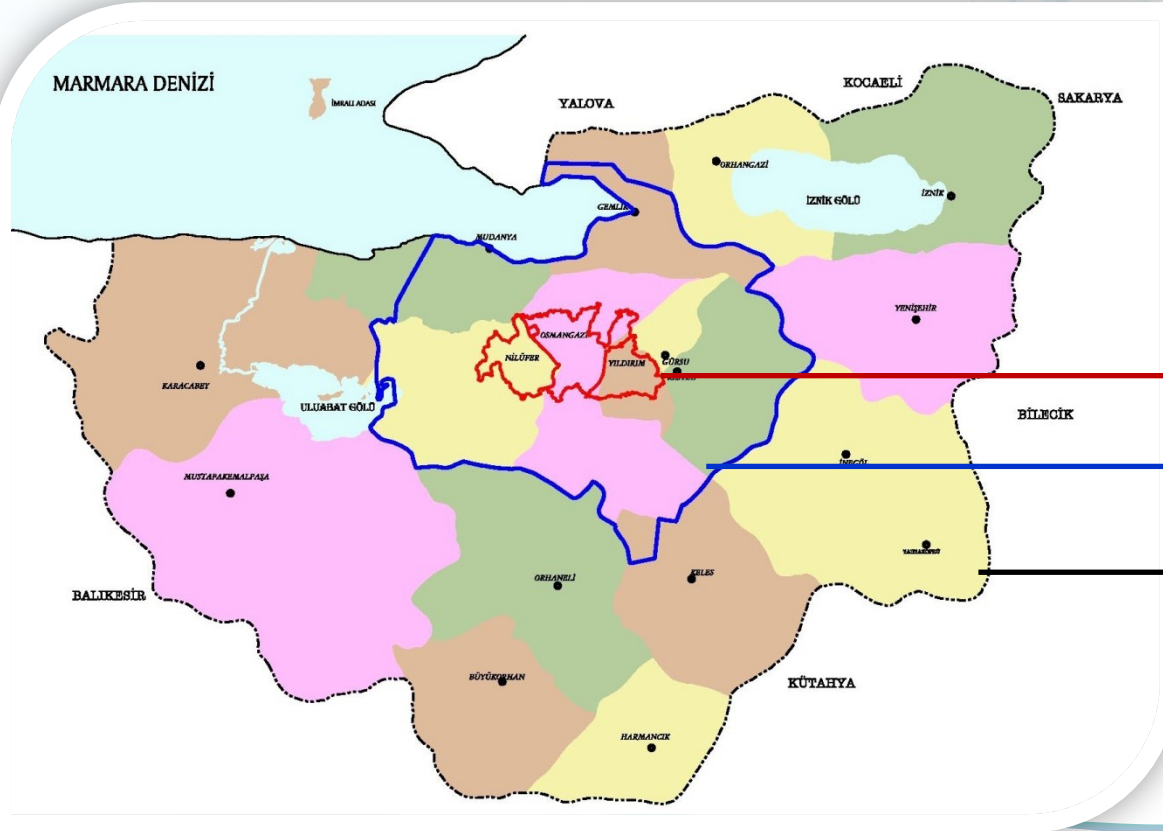 MARMARA DENİZİ
İMRALI ADASI
YALOVA
KOCAELİ
SAKARYA
ORHANGAZİ
İZNİK GÖLÜ
İZNİK
GEMLİK
MUDANYA
YENİŞEHİR
OSMANGAZİ
NİLÜFER
YILDIRIM
GÜRSU
KARACABEY
ULUABAT GÖLÜ
BİLECİK
İNEGÖL
MUSTAFAKEMALPAŞA
ORHANELİ
KELES
BALIKESİR
BÜYÜKORHAN
KÜTAHYA
HARMANCIK